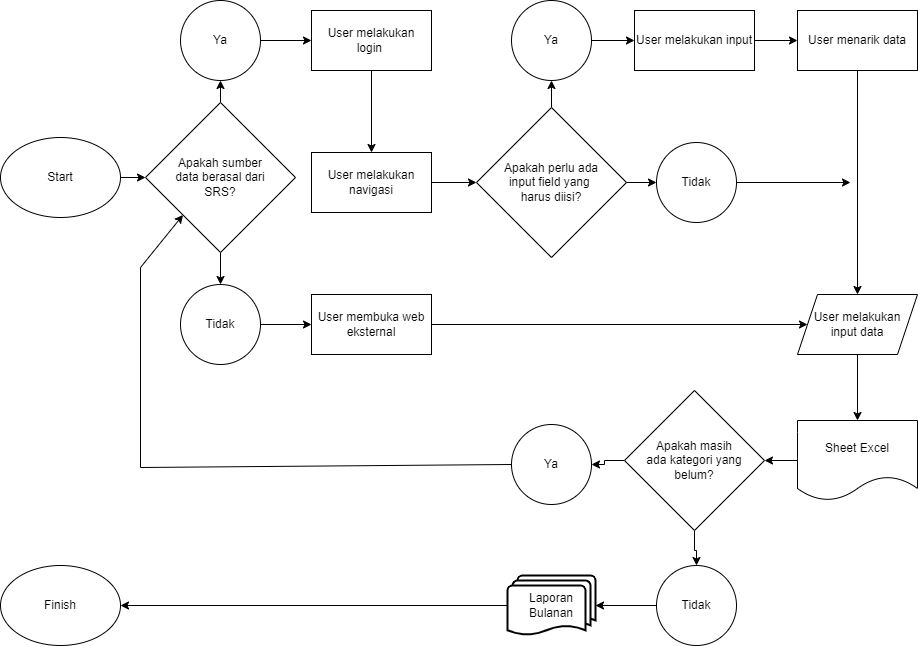 Ya
User melakukan
login
Ya
User melakukan input
User menarik data
Start
Apakah sumber
data berasal dari
SRS?
User melakukan
navigasi
Apakah perlu ada
input field yang
harus diisi?
Tidak
Tidak
User membuka web
eksternal
User melakukan
input data
Ya
Apakah masih
ada kategori yang
belum?
Sheet Excel
Finish
Laporan
Bulanan
Tidak